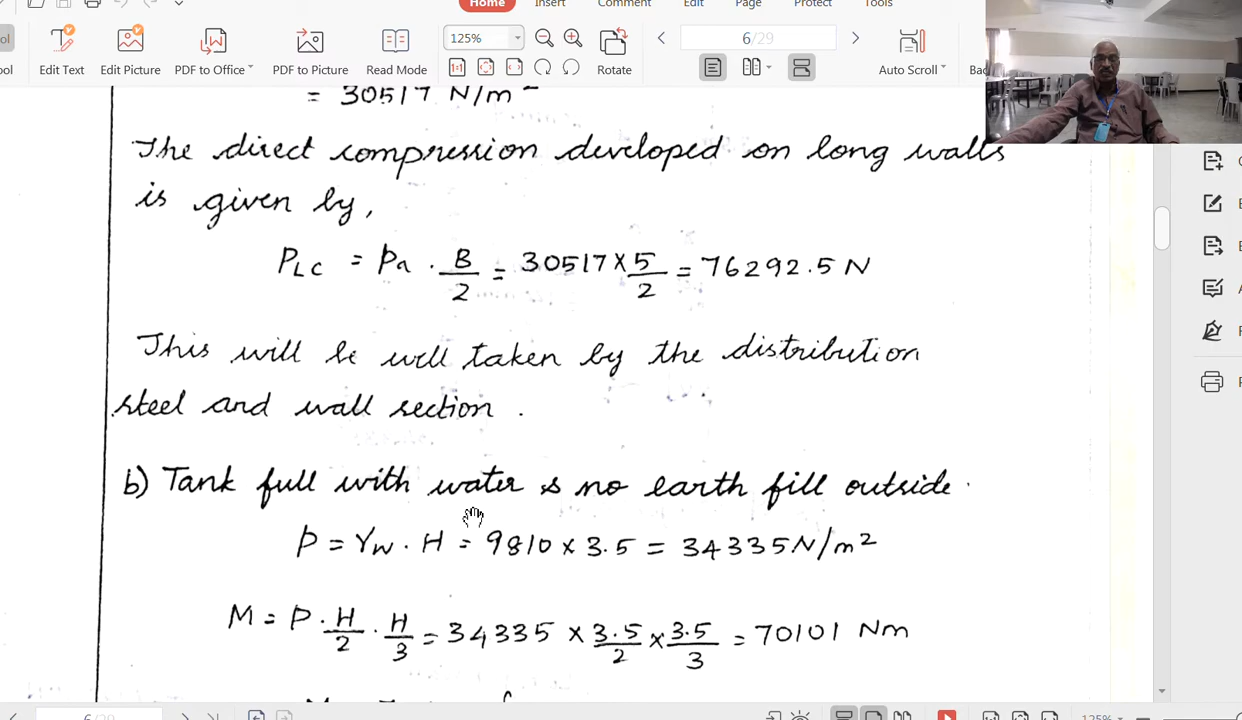 Home Insert Comment Edit Page Protect Tools
125% 6/29
Edit Text Edit Picture PDF to Office PDF to Picture Read Mode Rotate Auto Scroll
= 30517 N/m²
The direct compression developed on long walls
is given by,
PLC = Pa . B/2 = 30517 × 5/2 = 76292.5 N
This will be well taken by the distribution
steel and wall section .
b) Tank full with water & no earth fill outside .
P = γw . H = 9810 × 3.5 = 34335 N/m²
M = P . H/2 . H/3 = 34335 × 3.5/2 × 3.5/3 = 70101 Nm
6/29 125%